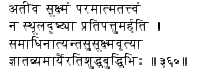 अतीव सूक्ष्मं परमात्मतत्त्वं
न स्थूलदृष्ट्या प्रतिपत्तुमर्हति ।
समाधिनात्यन्तसुसूक्ष्मवृत्या
ज्ञातव्यमार्यैरतिशुद्धबुद्धिभिः ॥ ३६०॥